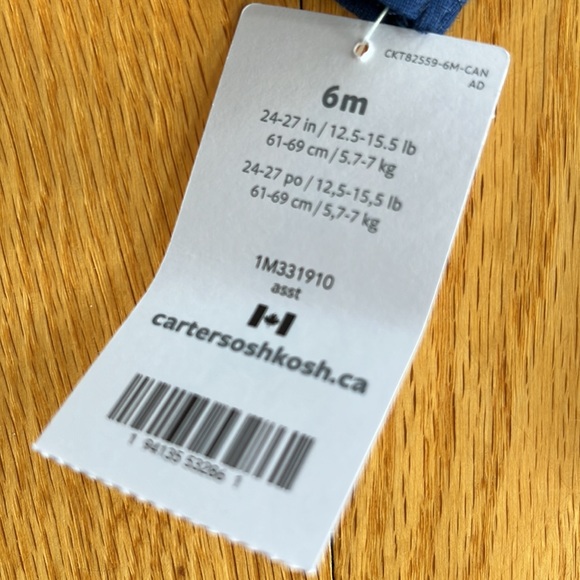 CKT82559-6M-CAN
AD
6m
24-27 in / 12.5-15.5 lb
61-69 cm / 5.7-7 kg
24-27 po / 12,5-15,5 lb
61-69 cm / 5,7-7 kg
1M331910
asst
cartersoshkosh.ca
1 94135 53286 1